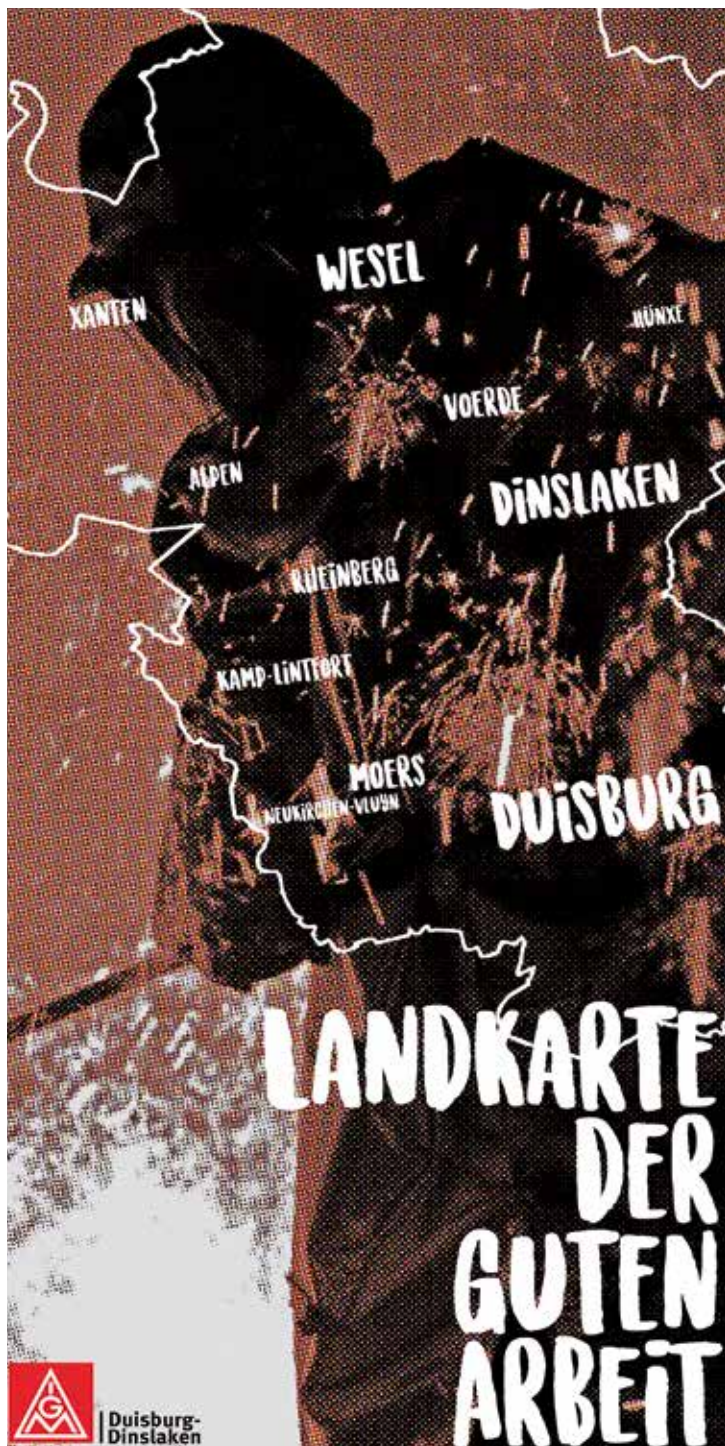 WESEL
XANTEN
HÜNXE
VOERDE
ALPEN
DiNSLAKEN
RHEiNBERG
KAMP-LiNTFORT
MOERS
NEUKiRCHEN-VLUYN
DUiSBURG
LANDKARTE
DER
GUTEN
ARBEiT
IGM
Duisburg-
Dinslaken